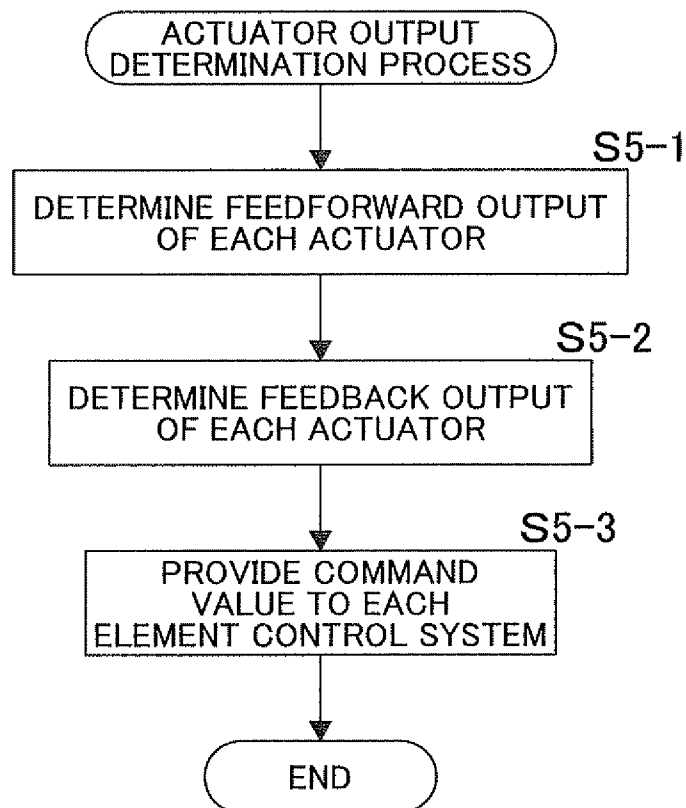 ACTUATOR OUTPUT
DETERMINATION PROCESS
S5-1
DETERMINE FEEDFORWARD OUTPUT
OF EACH ACTUATOR
S5-2
DETERMINE FEEDBACK OUTPUT
OF EACH ACTUATOR
S5-3
PROVIDE COMMAND
VALUE TO EACH
ELEMENT CONTROL SYSTEM
END